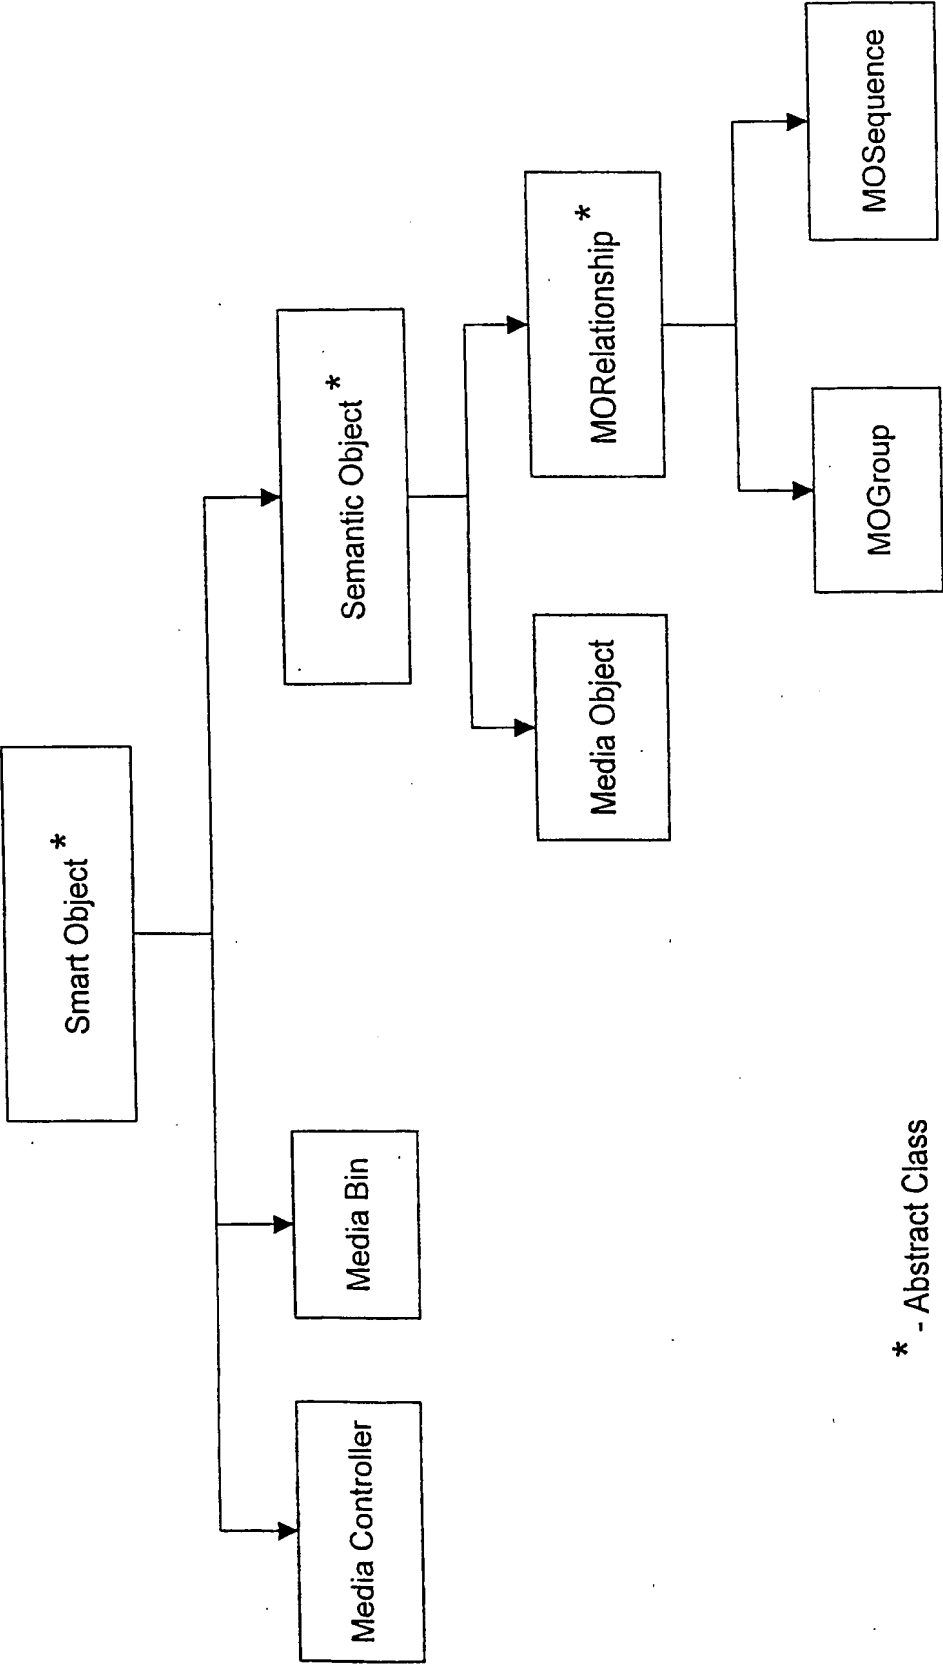 Smart Object*
Media Controller
Media Bin
Semantic Object*
Media Object
MORelationship*
MOGroup
MOSequence
* - Abstract Class